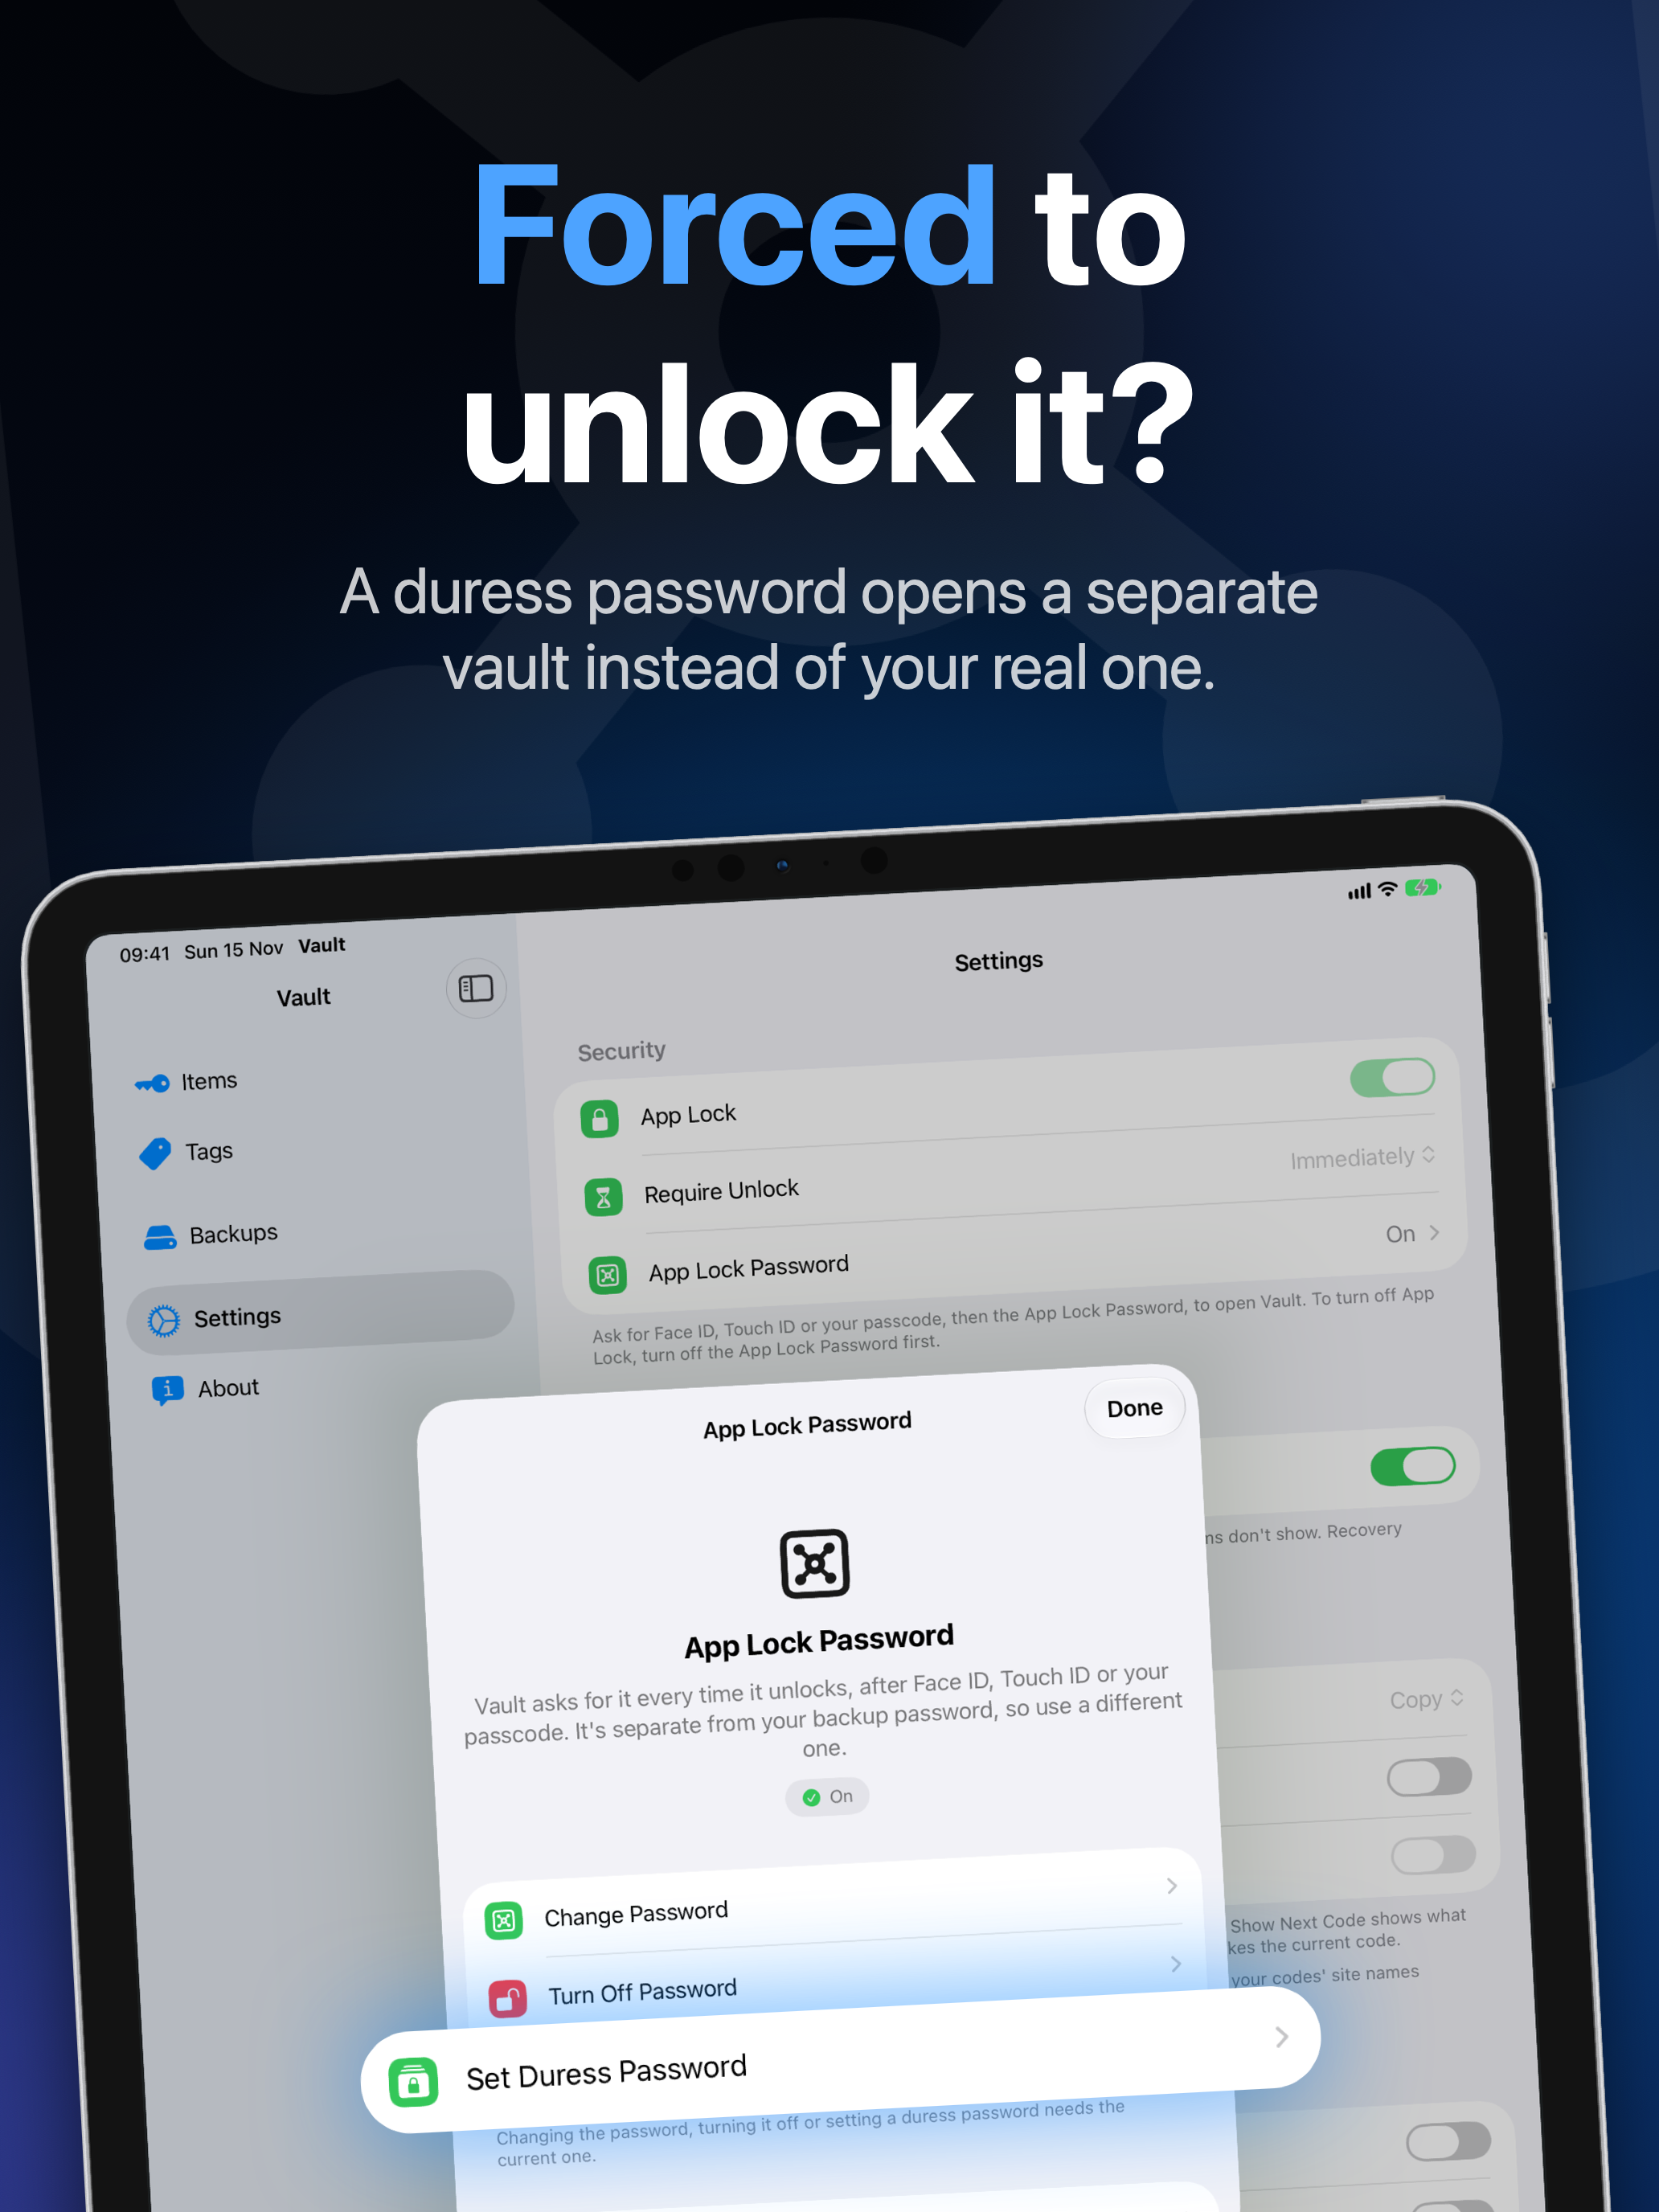 Forced to
unlock it?
A duress password opens a separate
vault instead of your real one.
09:41 Sun 15 Nov Vault
Vault
Items
Tags
Backups
Settings
About
Settings
Security
App Lock
Require Unlock
Immediately
App Lock Password
On
Ask for Face ID, Touch ID or your passcode, then the App Lock Password, to open Vault. To turn off App
Lock, turn off the App Lock Password first.
don't show. Recovery
Copy
Show Next Code shows what
the current code.
your codes' site names
App Lock Password
Done
App Lock Password
Vault asks for it every time it unlocks, after Face ID, Touch ID or your
passcode. It's separate from your backup password, so use a different
one.
On
Change Password
Turn Off Password
Set Duress Password
Changing the password, turning it off or setting a duress password needs the
current one.